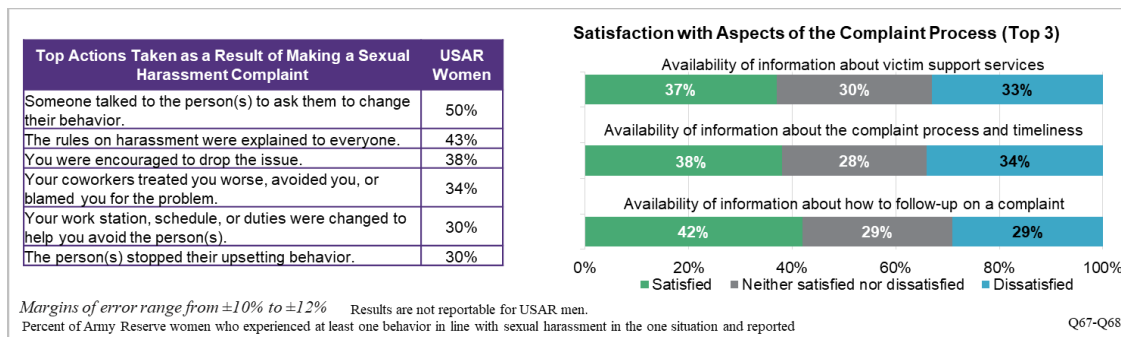 Top Actions Taken as a Result of Making a Sexual
Harassment Complaint
USAR
Women
Someone talked to the person(s) to ask them to change
their behavior.
50%
The rules on harassment were explained to everyone.
43%
You were encouraged to drop the issue.
38%
Your coworkers treated you worse, avoided you, or
blamed you for the problem.
34%
Your work station, schedule, or duties were changed to
help you avoid the person(s).
30%
The person(s) stopped their upsetting behavior.
30%
Satisfaction with Aspects of the Complaint Process (Top 3)
Availability of information about victim support services
37% 30% 33%
Availability of information about the complaint process and timeliness
38% 28% 34%
Availability of information about how to follow-up on a complaint
42% 29% 29%
0% 20% 40% 60% 80% 100%
Satisfied Neither satisfied nor dissatisfied Dissatisfied
Margins of error range from ±10% to ±12% Results are not reportable for USAR men.
Percent of Army Reserve women who experienced at least one behavior in line with sexual harassment in the one situation and reported
Q67-Q68